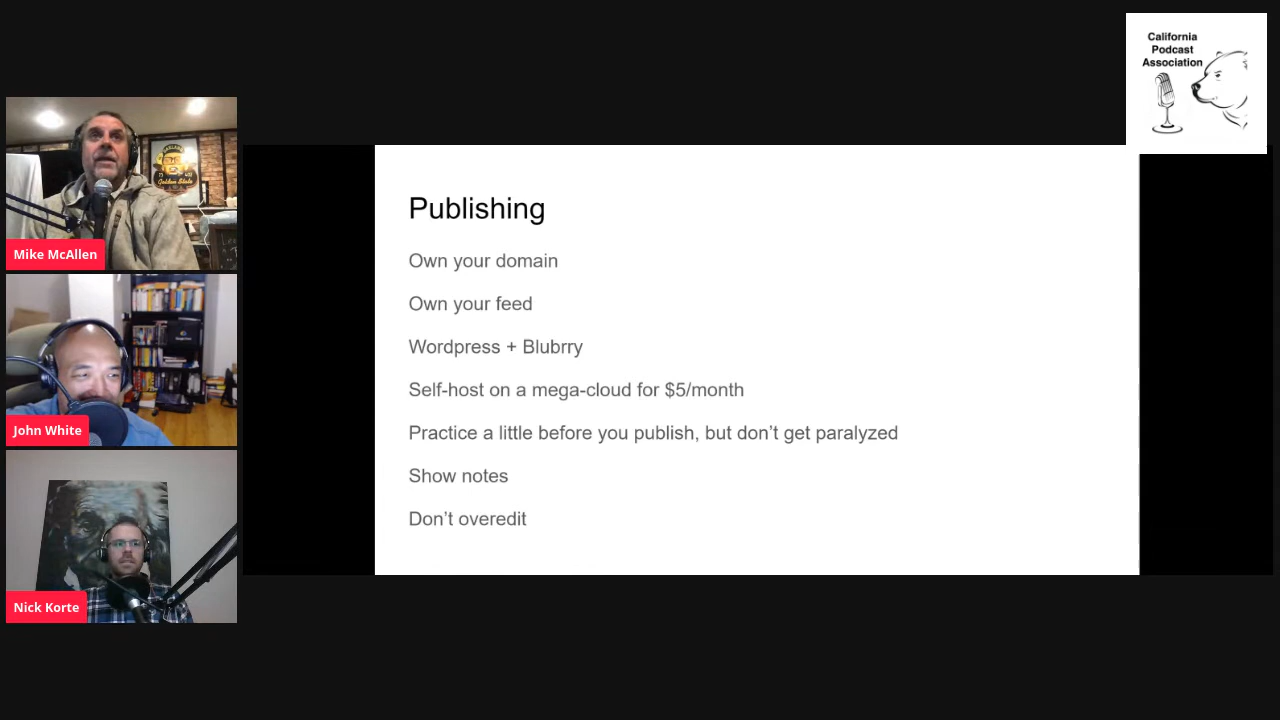 California
Podcast
Association
Mike McAllen
John White
Nick Korte
Publishing
Own your domain
Own your feed
Wordpress + Blubrry
Self-host on a mega-cloud for $5/month
Practice a little before you publish, but don’t get paralyzed
Show notes
Don’t overedit
Golden State